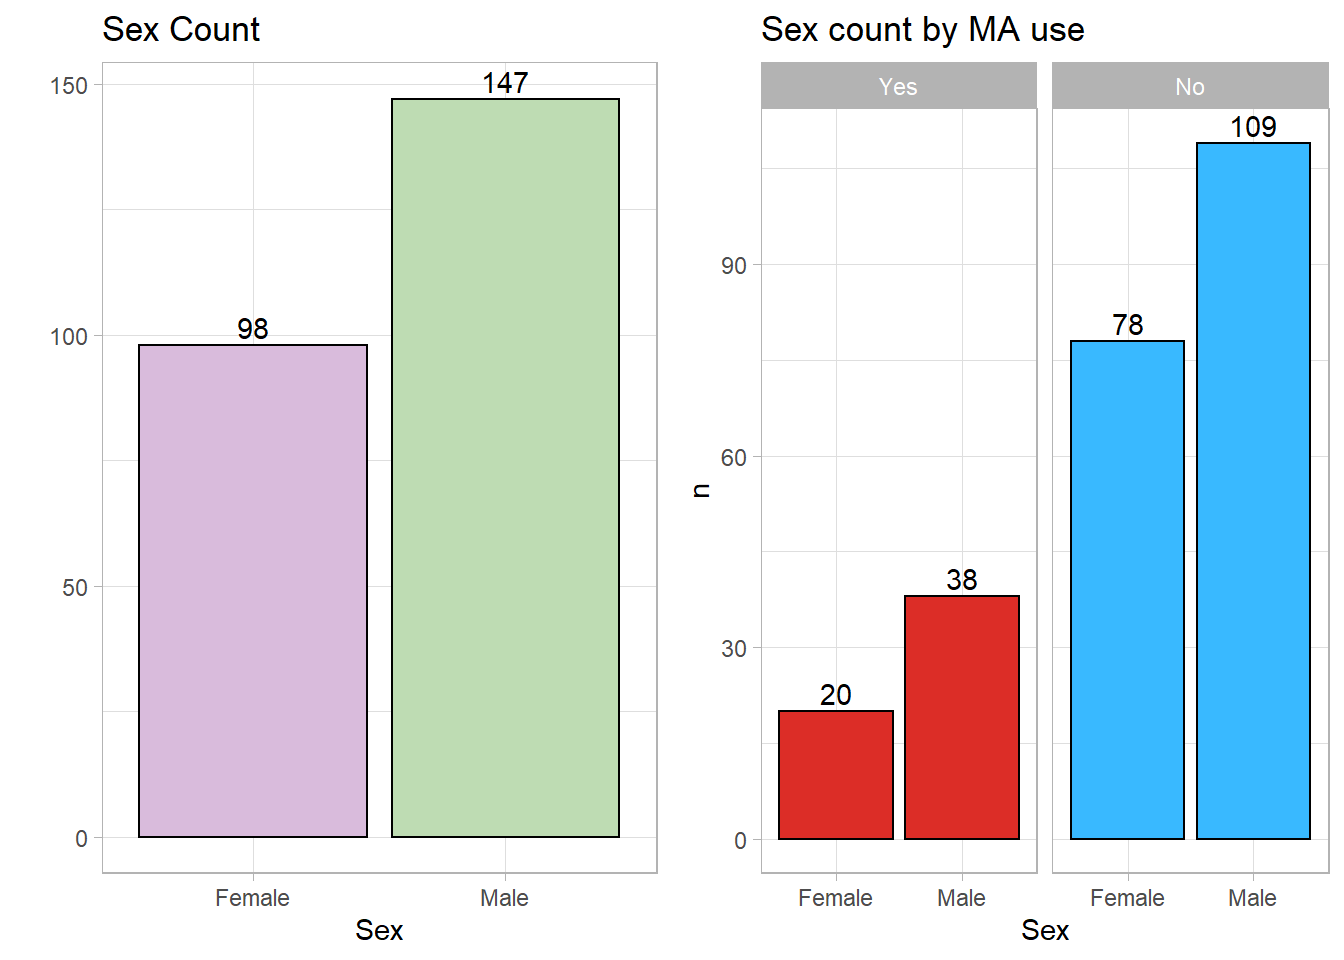 Sex Count
150
100
50
0
98
147
Female
Male
Sex
Sex count by MA use
Yes
No
n
90
60
30
0
20
38
78
109
Female
Male
Female
Male
Sex